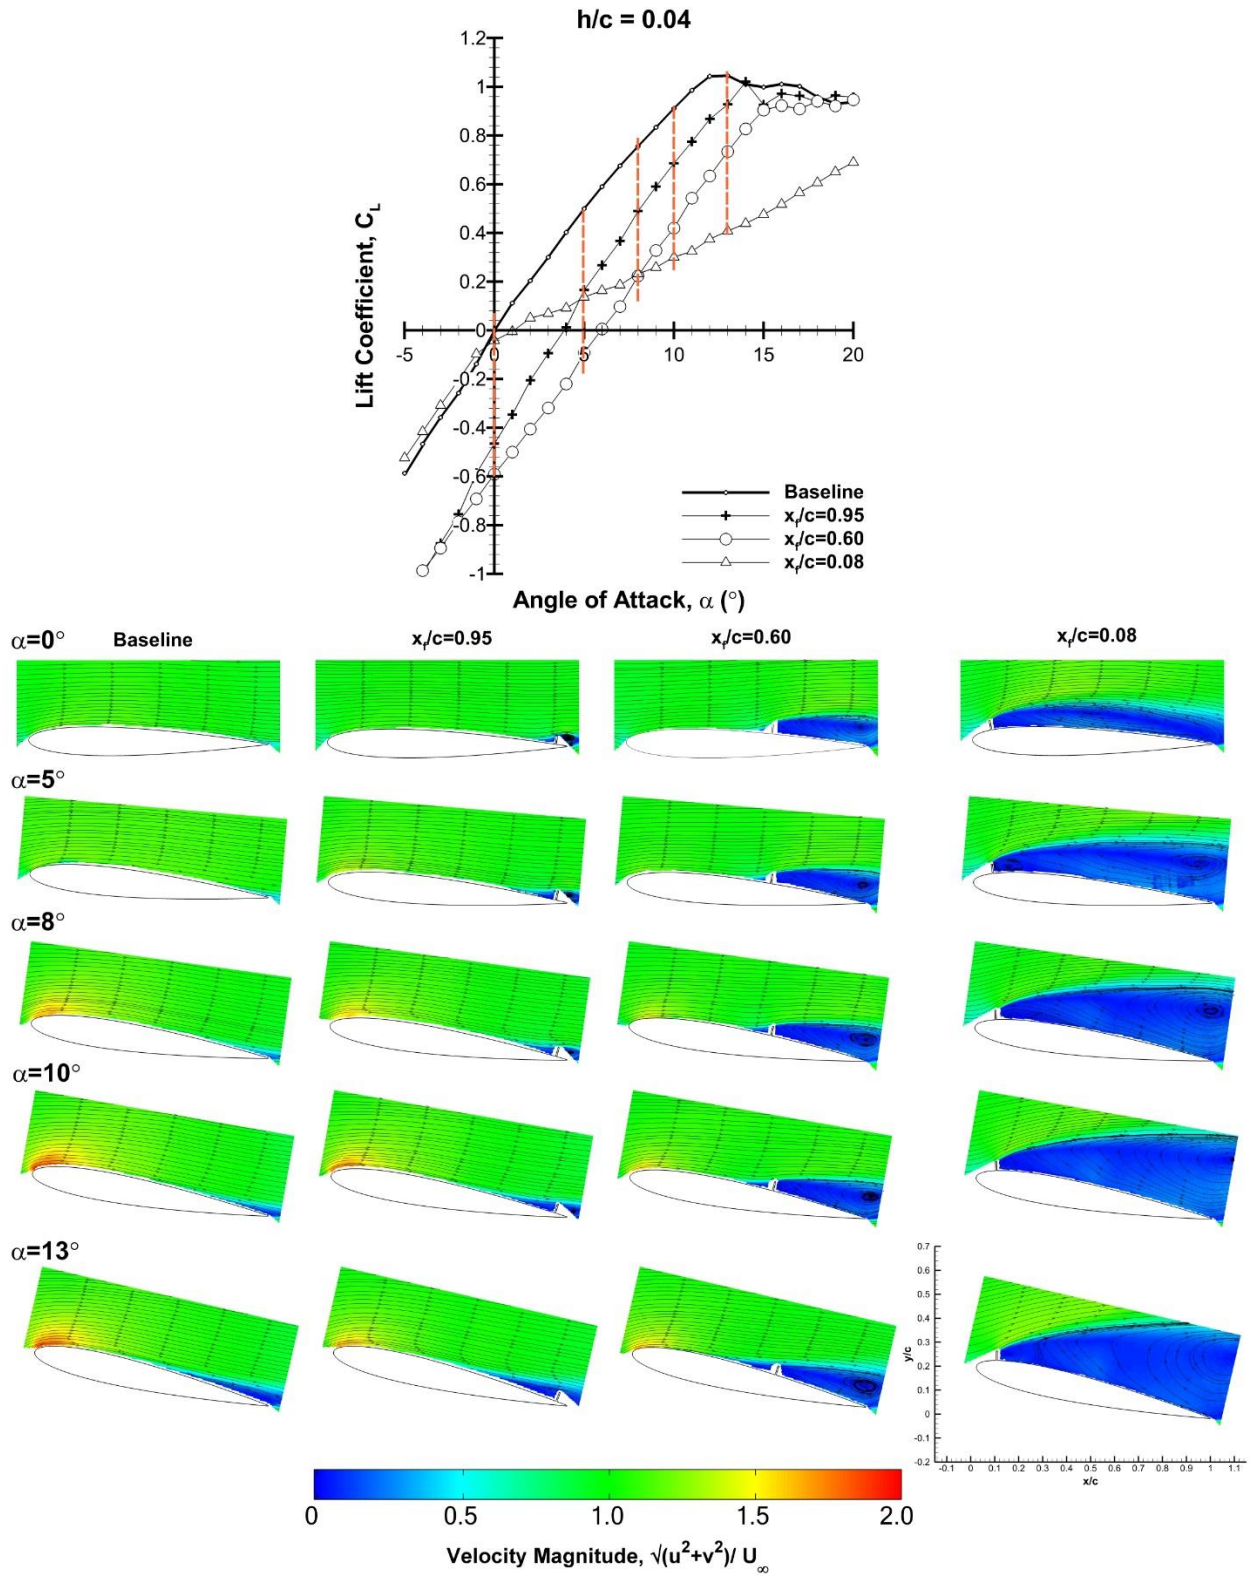 h/c = 0.04
1.2
1
0.8
0.6
0.4
0.2
0
-0.2
-0.4
-0.6
-0.8
-1
Lift Coefficient, C_L
-5 0 5 10 15 20
Baseline
x_f/c=0.95
x_f/c=0.60
x_f/c=0.08
Angle of Attack, α (°)
α=0° Baseline x_f/c=0.95 x_f/c=0.60 x_f/c=0.08
α=5°
α=8°
α=10°
α=13°
0.7
0.6
0.5
0.4
0.3
0.2
0.1
0
-0.1
-0.2
y/c
-0.1 0 0.1 0.2 0.3 0.4 0.5 0.6 0.7 0.8 0.9 1 1.1
x/c
0 0.5 1.0 1.5 2.0
Velocity Magnitude, √(u²+v²)/ U_∞